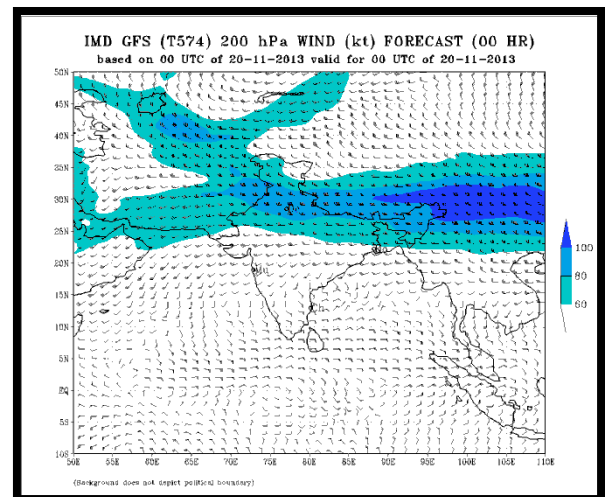 IMD GFS (T574) 200 hPa WIND (kt) FORECAST (00 HR)
based on 00 UTC of 20-11-2013 valid for 00 UTC of 20-11-2013
50N
45N
40N
35N
30N
25N
20N
15N
10N
5N
EQ
5S
10S
50E 55E 60E 65E 70E 75E 80E 85E 90E 95E 100E 105E 110E
100
80
60
(Background does not depict political boundary)